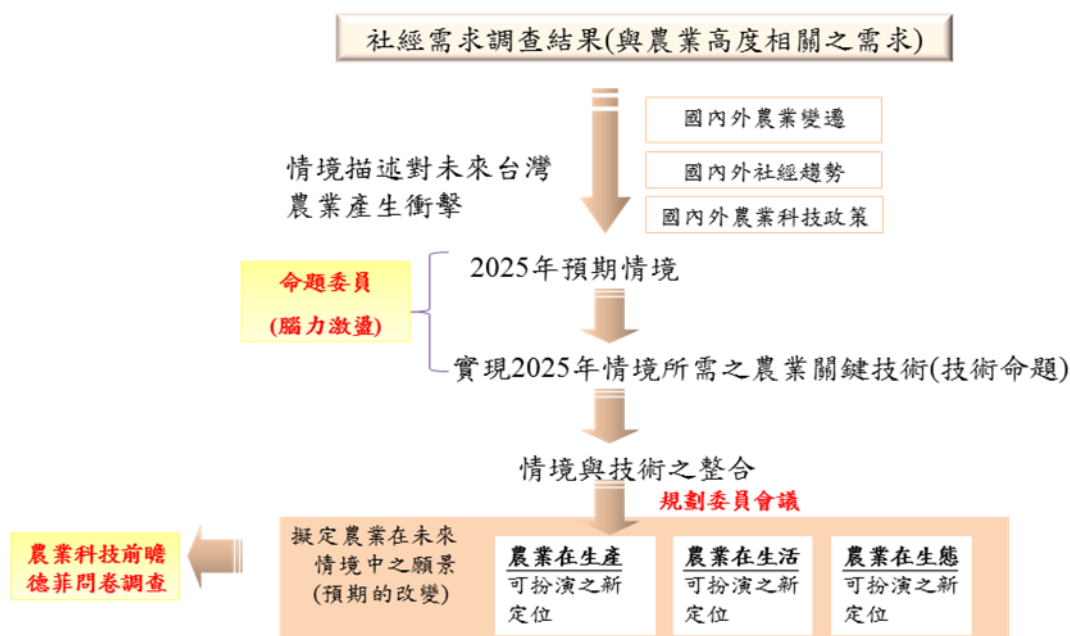 社經需求調查結果(與農業高度相關之需求)
國內外農業變遷
情境描述對未來台灣
農業產生衝擊
國內外社經趨勢
國內外農業科技政策
2025年預期情境
命題委員
(腦力激盪)
實現2025年情境所需之農業關鍵技術(技術命題)
情境與技術之整合
規劃委員會議
農業科技前瞻
德菲問卷調查
擬定農業在未來
情境中之願景
(預期的改變)
農業在生產
可扮演之新
定位
農業在生活
可扮演之新
定位
農業在生態
可扮演之新
定位